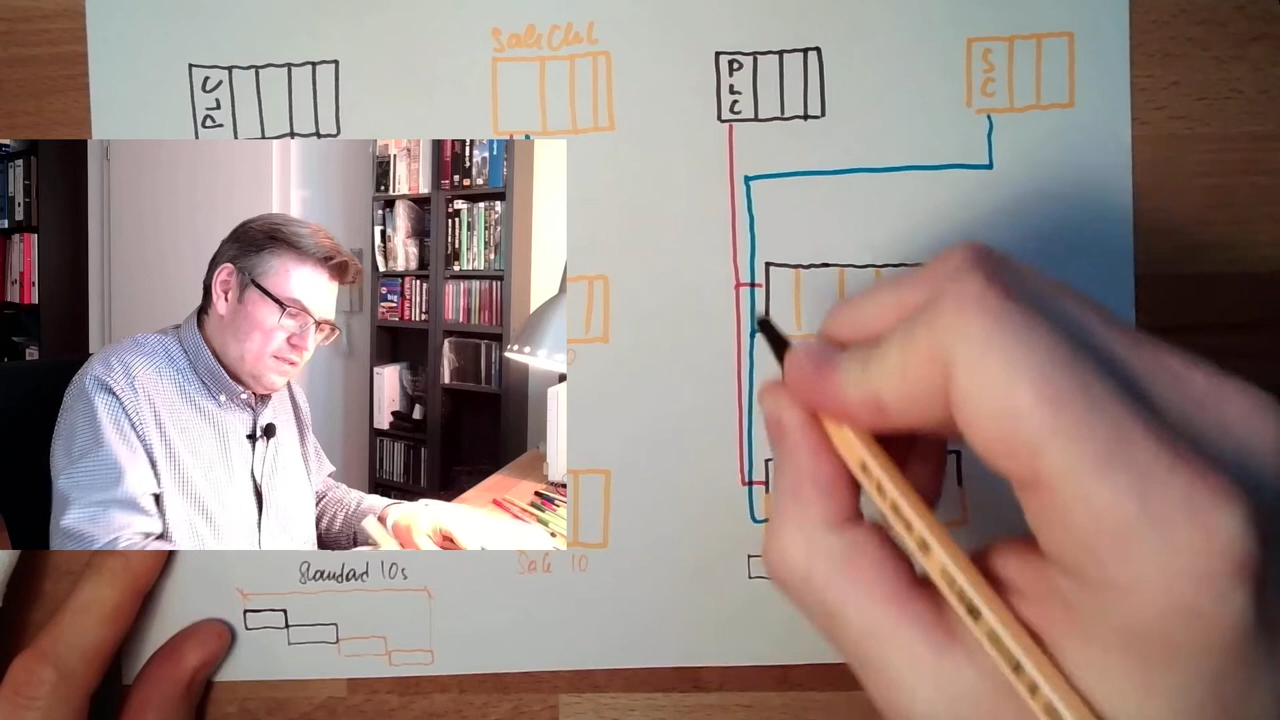 PLC
Safe Ctrl
PLC
SC
Safe IO
Standard IOs